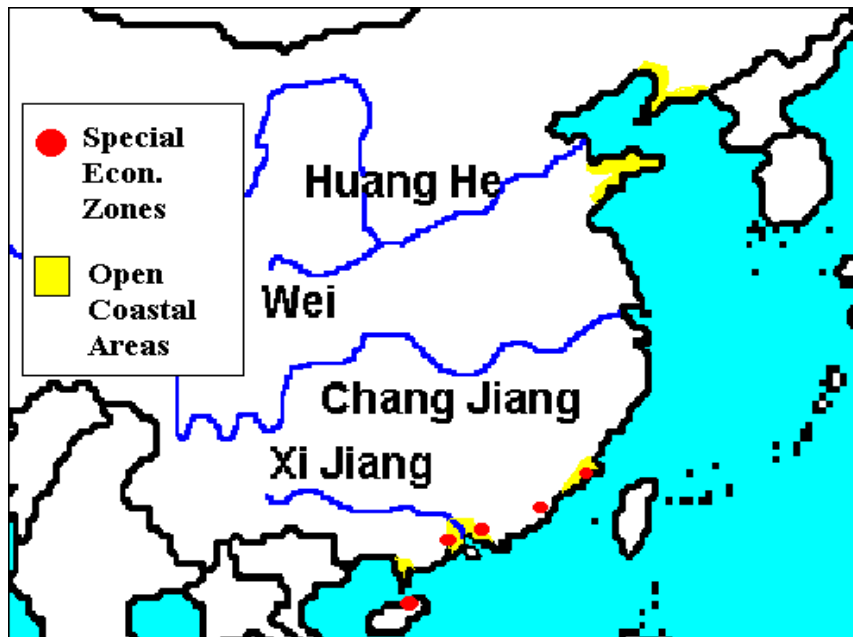 Special
Econ.
Zones
Open
Coastal
Areas
Huang He
Wei
Chang Jiang
Xi Jiang